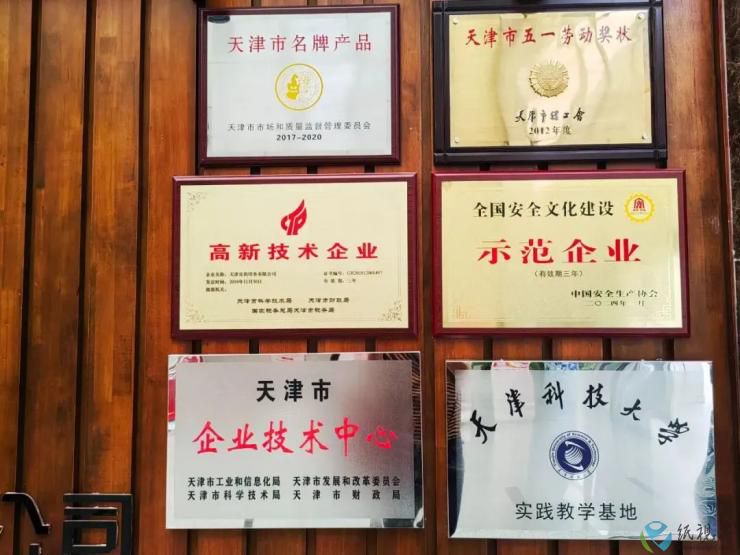 天津市名牌产品
天津市市场和质量监督管理委员会
2017-2020
天津市五一劳动奖状
天津市总工会
2012年度
高新技术企业
天津市科学技术局 天津市财政局
国家税务总局天津市税务局
全国安全文化建设
示范企业
(有效期三年)
中国安全生产协会
天津市
企业技术中心
天津市工业和信息化局 天津市发展和改革委员会
天津市科学技术局 天津市财政局
天津科技大学
实践教学基地
公司
纸视